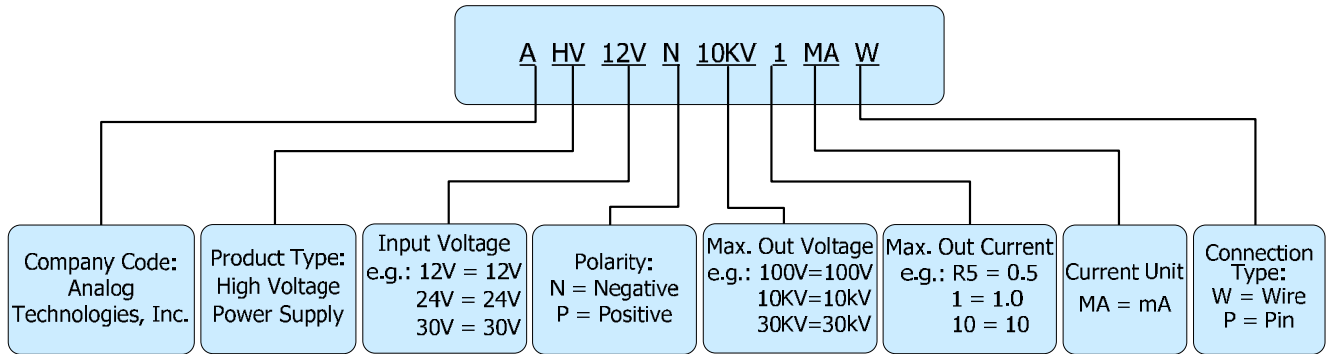 A HV 12V N 10KV 1 MA W
Company Code:
Analog
Technologies, Inc.
Product Type:
High Voltage
Power Supply
Input Voltage
e.g.: 12V = 12V
24V = 24V
30V = 30V
Polarity:
N = Negative
P = Positive
Max. Out Voltage
e.g.: 100V=100V
10KV=10kV
30KV=30kV
Max. Out Current
e.g.: R5 = 0.5
1 = 1.0
10 = 10
Current Unit
MA = mA
Connection
Type:
W = Wire
P = Pin